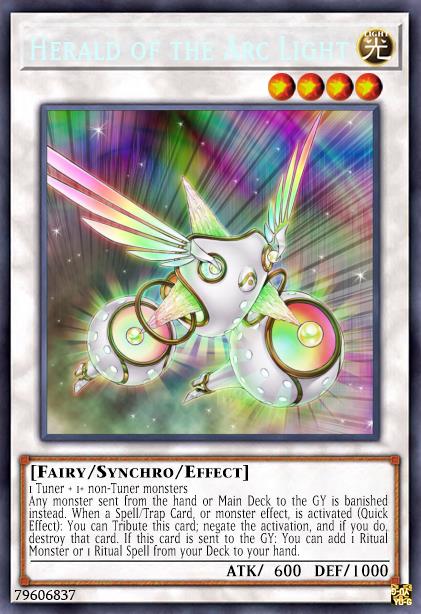 Herald of the Arc Light
LIGHT
光
[Fairy/Synchro/Effect]
1 Tuner + 1+ non-Tuner monsters
Any monster sent from the hand or Main Deck to the GY is banished
instead. When a Spell/Trap Card, or monster effect, is activated (Quick
Effect): You can Tribute this card; negate the activation, and if you do,
destroy that card. If this card is sent to the GY: You can add 1 Ritual
Monster or 1 Ritual Spell from your Deck to your hand.
ATK/ 600 DEF/1000
79606837